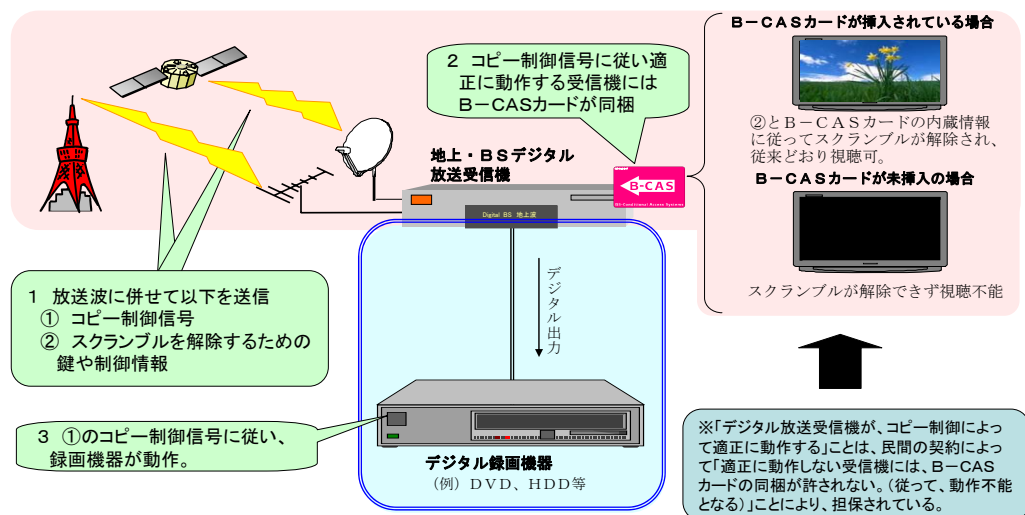 B－CASカードが挿入されている場合
2 コピー制御信号に従い適
正に動作する受信機には
B－CASカードが同梱
②とB－CASカードの内蔵情報
に従ってスクランブルが解除され、
従来どおり視聴可。
地上・BSデジタル
放送受信機
B-CAS
BS-Conditional Access Systems
B－CASカードが未挿入の場合
Digital BS 地上波
スクランブルが解除できず視聴不能
1 放送波に併せて以下を送信
① コピー制御信号
② スクランブルを解除するための
鍵や制御情報
デジタル出力
3 ①のコピー制御信号に従い、
録画機器が動作。
デジタル録画機器
(例) DVD、HDD等
※「デジタル放送受信機が、コピー制御によっ
て適正に動作する」ことは、民間の契約によっ
て「適正に動作しない受信機には、B－CAS
カードの同梱が許されない。(従って、動作不能
となる)」ことにより、担保されている。